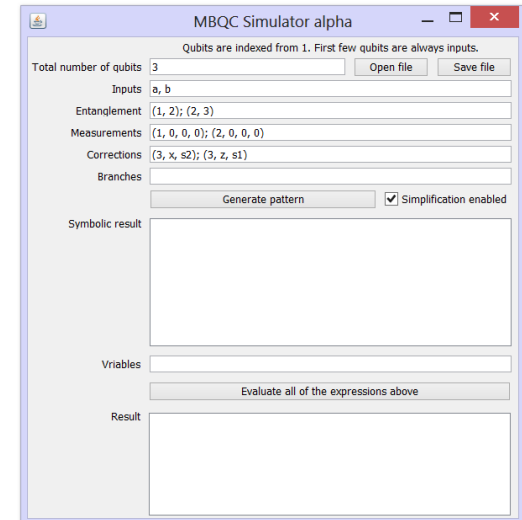 MBQC Simulator alpha
Qubits are indexed from 1. First few qubits are always inputs.
Total number of qubits 3 Open file Save file
Inputs a, b
Entanglement (1, 2); (2, 3)
Measurements (1, 0, 0, 0); (2, 0, 0, 0)
Corrections (3, x, s2); (3, z, s1)
Branches
Generate pattern Simplification enabled
Symbolic result
Vriables
Evaluate all of the expressions above
Result